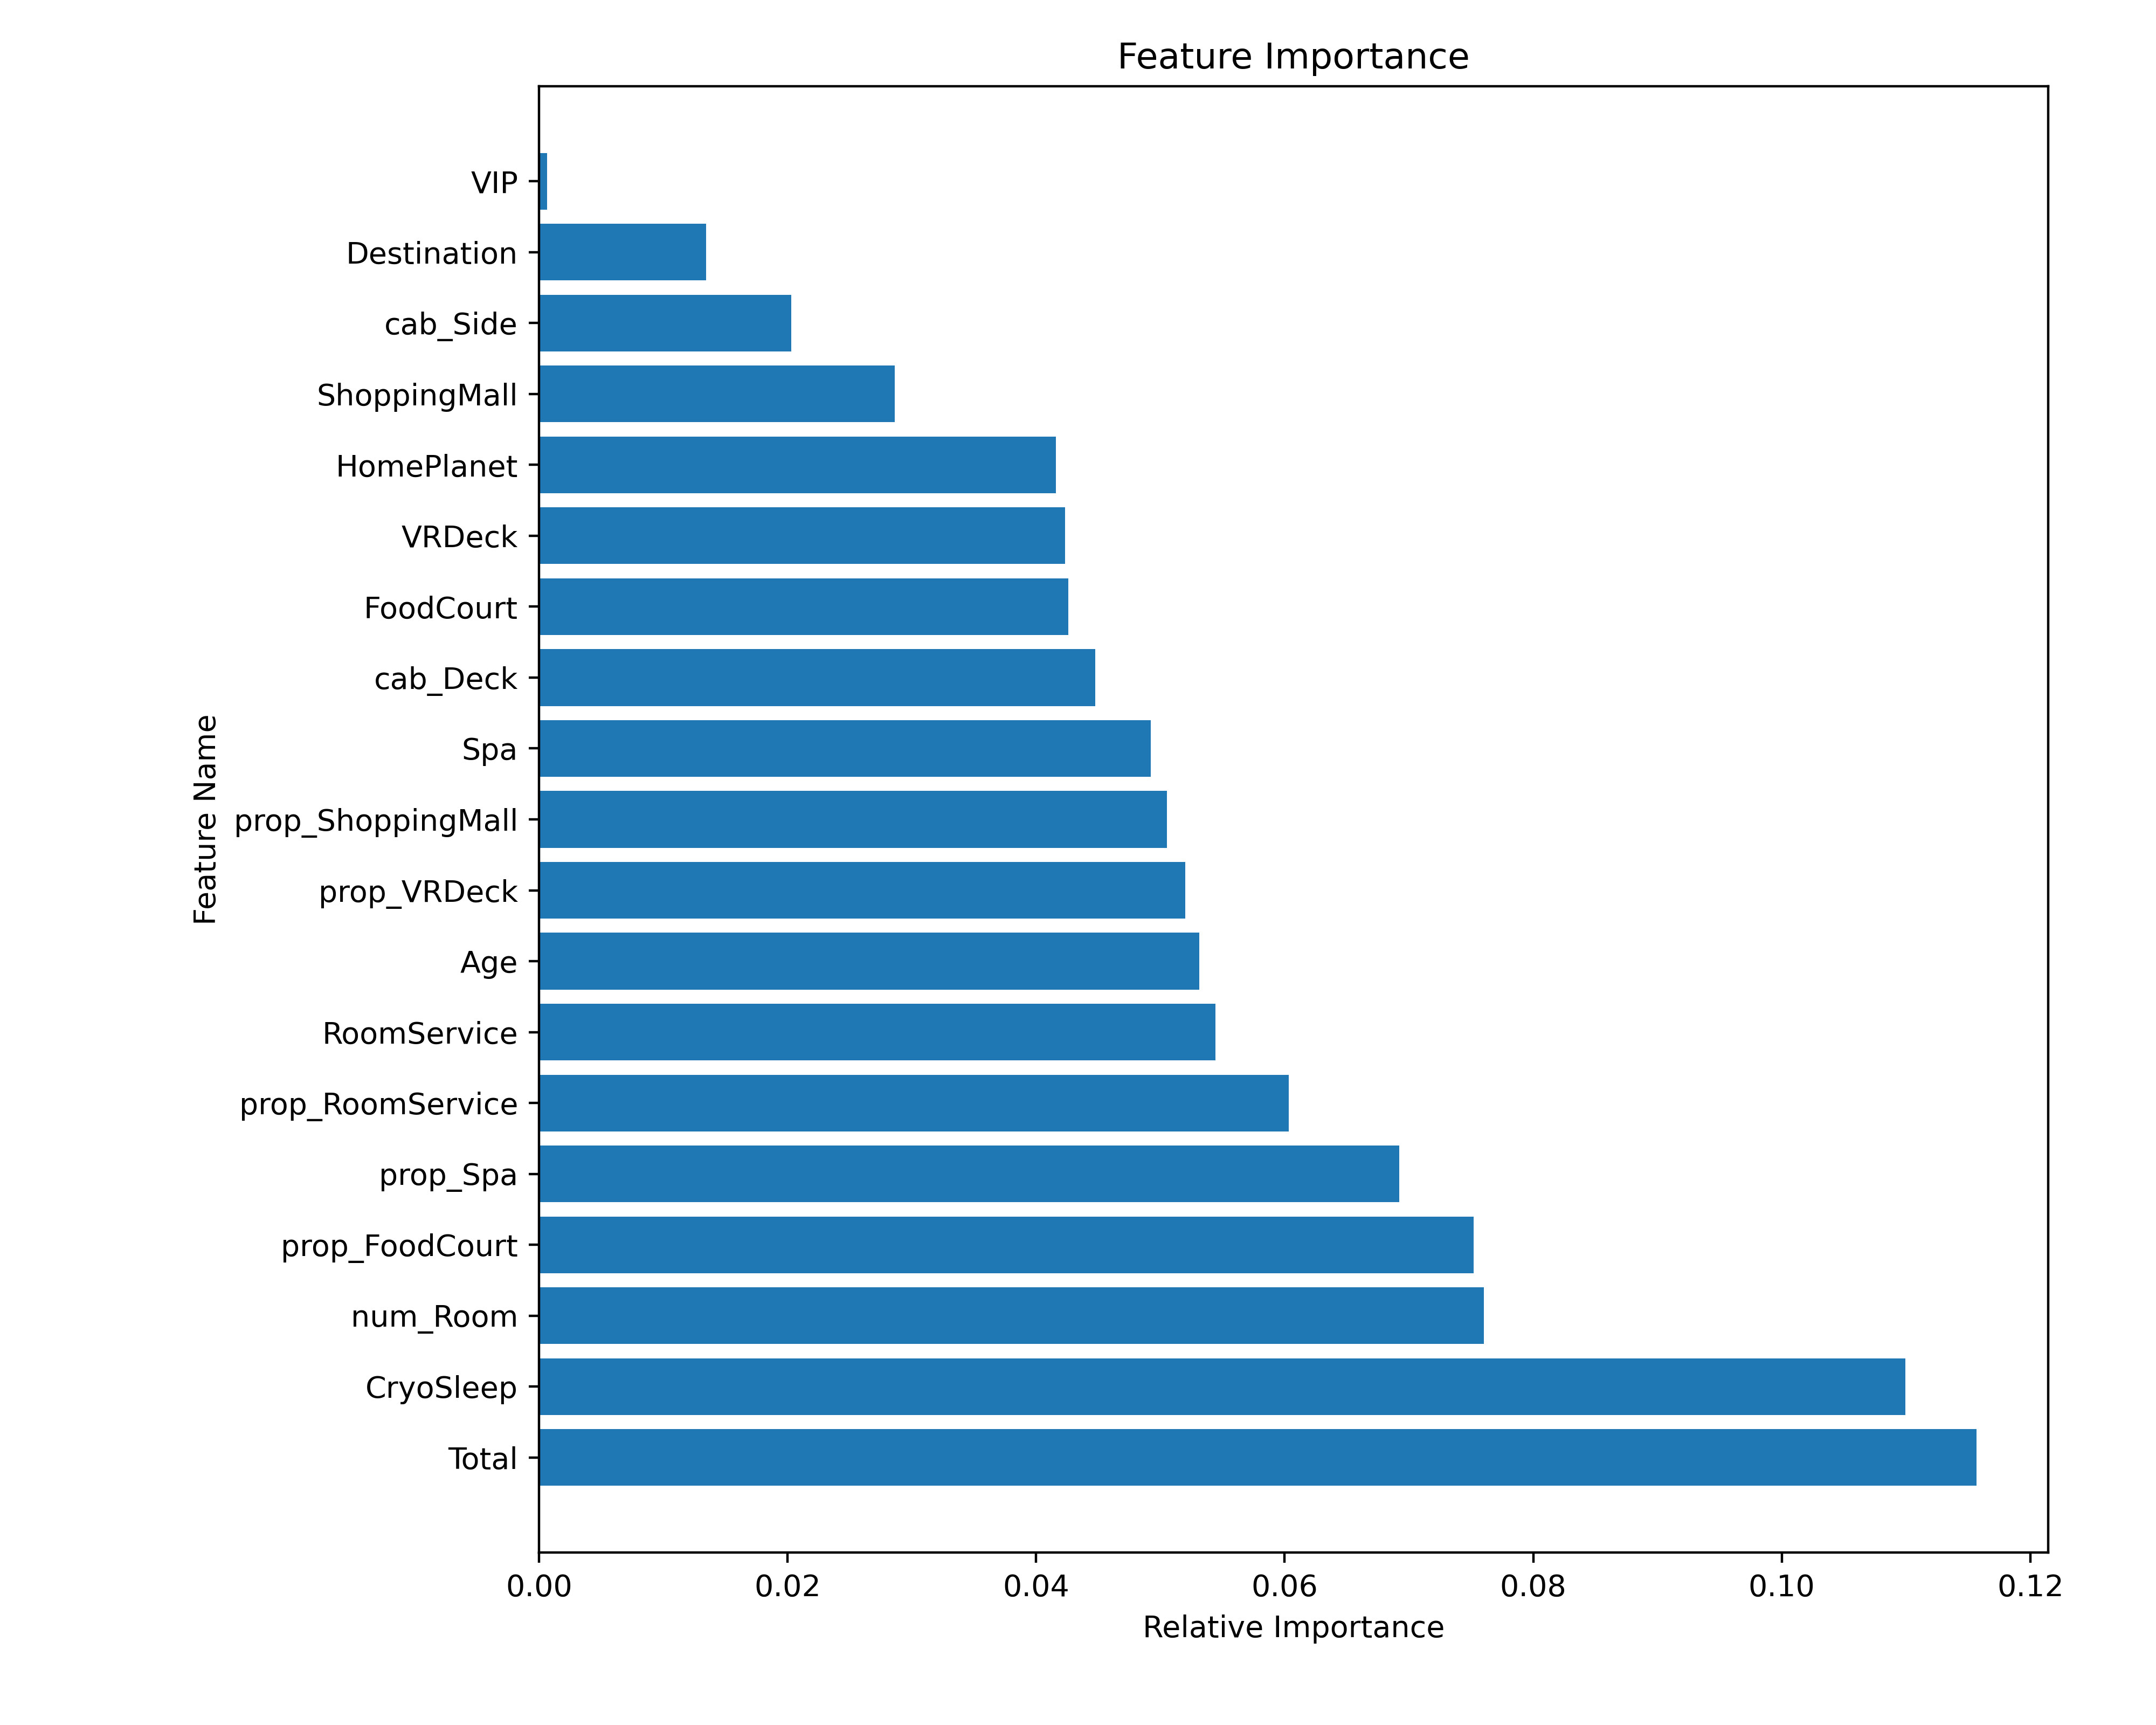 Feature Importance
VIP
Destination
cab_Side
ShoppingMall
HomePlanet
VRDeck
FoodCourt
cab_Deck
Spa
prop_ShoppingMall
prop_VRDeck
Age
RoomService
prop_RoomService
prop_Spa
prop_FoodCourt
num_Room
CryoSleep
Total
Feature Name
0.00 0.02 0.04 0.06 0.08 0.10 0.12
Relative Importance